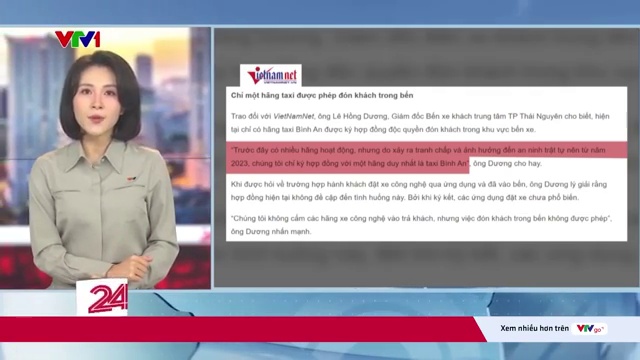 VTV1
vietnamnet
Chỉ một hãng taxi được phép đón khách trong bến
Trao đổi với VietNamNet, ông Lê Hồng Dương, Giám đốc Bến xe khách trung tâm TP Thái Nguyên cho biết, hiện
tại chỉ có hãng taxi Bình An được ký hợp đồng độc quyền đón khách trong khu vực bến xe.
"Trước đây có nhiều hãng hoạt động, nhưng do xảy ra tranh chấp và ảnh hưởng đến an ninh trật tự nên từ năm
2023, chúng tôi chỉ ký hợp đồng với một hãng duy nhất là taxi Bình An", ông Dương cho hay.
Khi được hỏi về trường hợp hành khách đặt xe công nghệ qua ứng dụng và đã vào bến, ông Dương lý giải rằng
hợp đồng hiện tại không đề cập đến tình huống này. Bởi khi ký kết, các ứng dụng đặt xe chưa phổ biến.
"Chúng tôi không cấm các hãng xe công nghệ vào trả khách, nhưng việc đón khách trong bến không được phép",
ông Dương nhấn mạnh.
24
Xem nhiều hơn trên
VTVgo